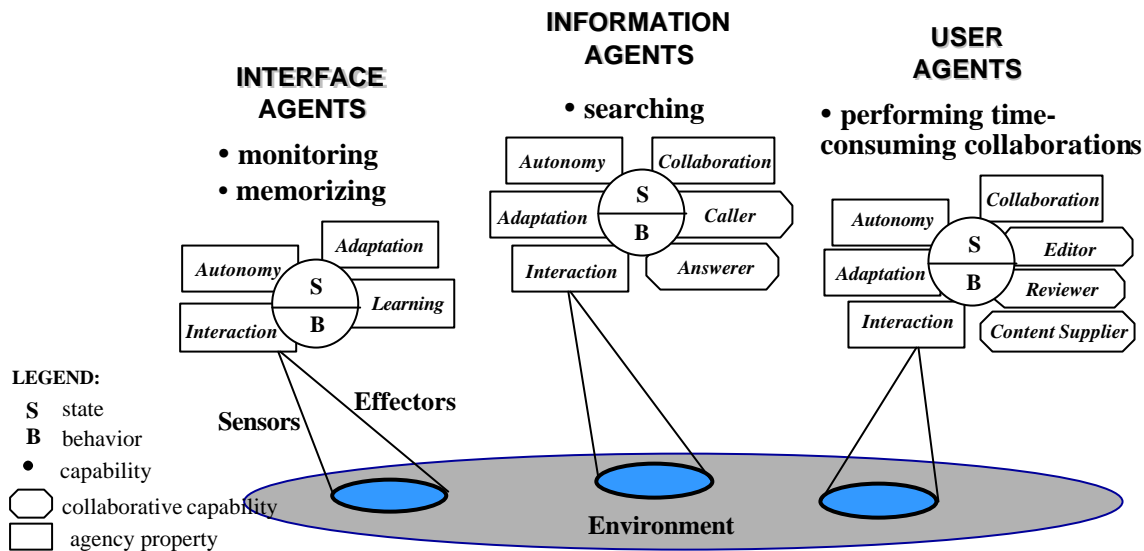 INTERFACE
AGENTS
• monitoring
• memorizing
Autonomy
Adaptation
Interaction
Learning
S
B
Sensors
Effectors
INFORMATION
AGENTS
• searching
Autonomy
Collaboration
Adaptation
Caller
Interaction
Answerer
S
B
USER
AGENTS
• performing time-
consuming collaborations
Collaboration
Autonomy
Editor
Adaptation
Reviewer
Interaction
Content Supplier
S
B
Environment
LEGEND:
S state
B behavior
• capability
collaborative capability
agency property